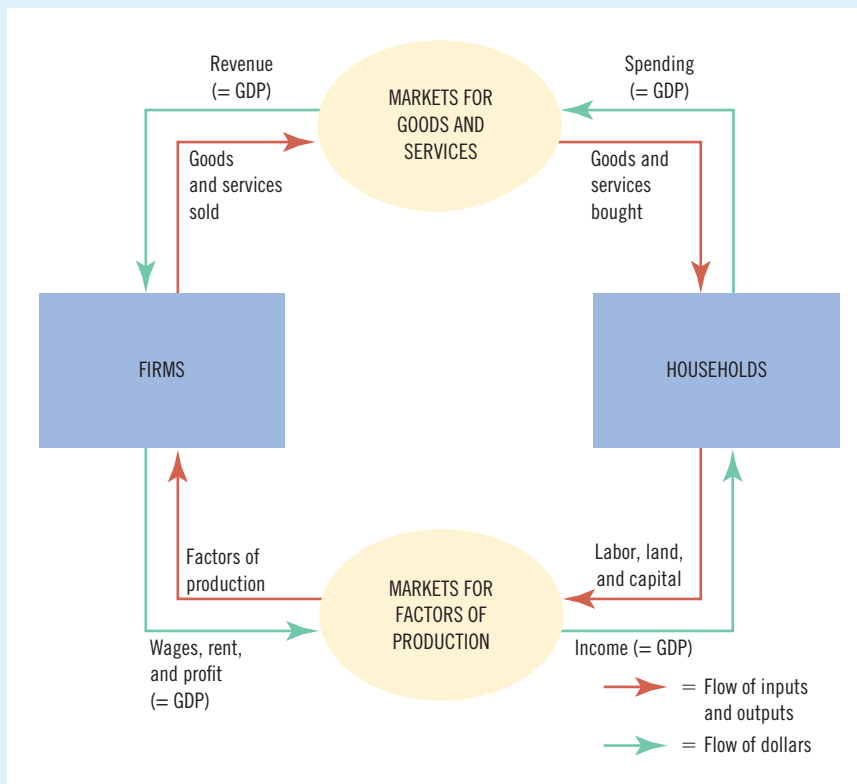 Revenue
(= GDP)
Spending
(= GDP)
MARKETS FOR
GOODS AND
SERVICES
Goods
and services
sold
Goods and
services
bought
FIRMS
HOUSEHOLDS
Factors of
production
Labor, land,
and capital
MARKETS FOR
FACTORS OF
PRODUCTION
Wages, rent,
and profit
(= GDP)
Income (= GDP)
= Flow of inputs
and outputs
= Flow of dollars